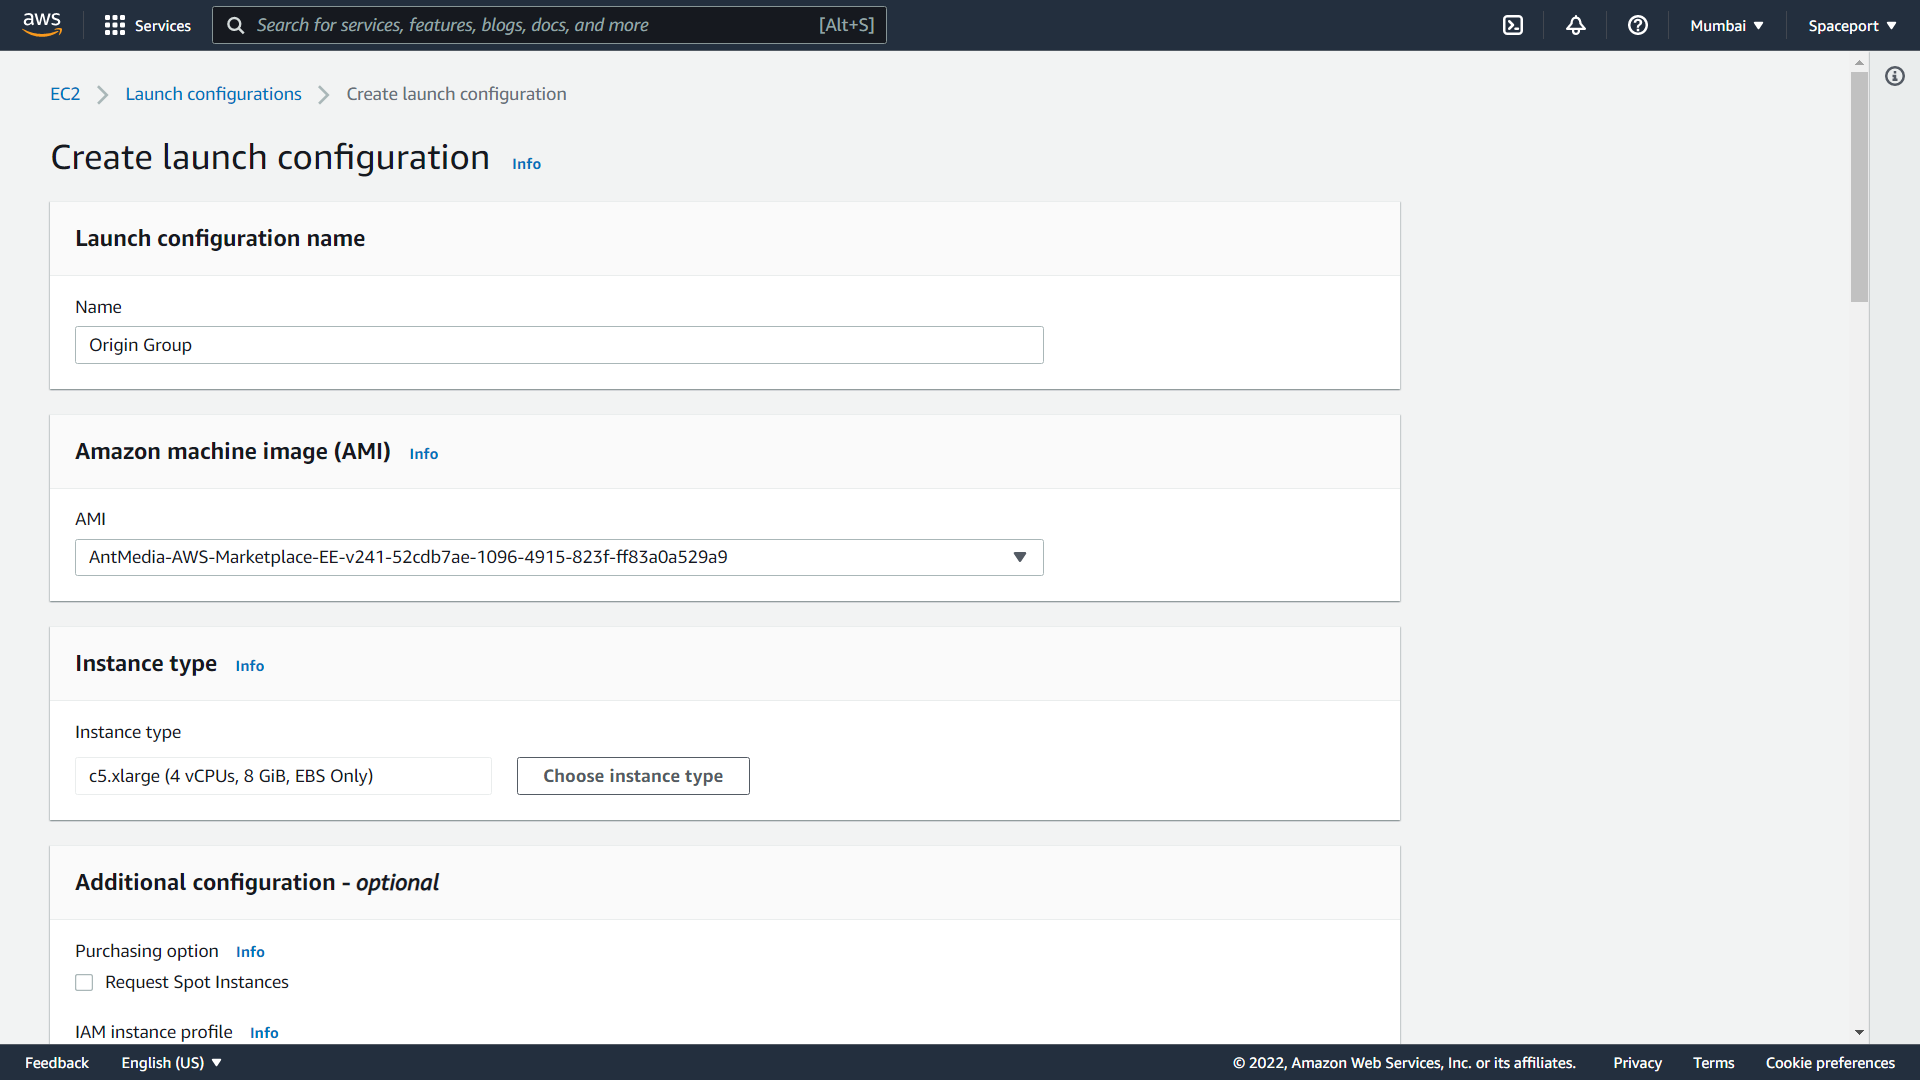 aws Services Search for services, features, blogs, docs, and more [Alt+S] Mumbai Spaceport
EC2 Launch configurations Create launch configuration
Create launch configuration Info
Launch configuration name
Name
Origin Group
Amazon machine image (AMI) Info
AMI
AntMedia-AWS-Marketplace-EE-v241-52cdb7ae-1096-4915-823f-ff83a0a529a9
Instance type Info
Instance type
c5.xlarge (4 vCPUs, 8 GiB, EBS Only) Choose instance type
Additional configuration - optional
Purchasing option Info
Request Spot Instances
IAM instance profile Info
Feedback English (US) © 2022, Amazon Web Services, Inc. or its affiliates. Privacy Terms Cookie preferences